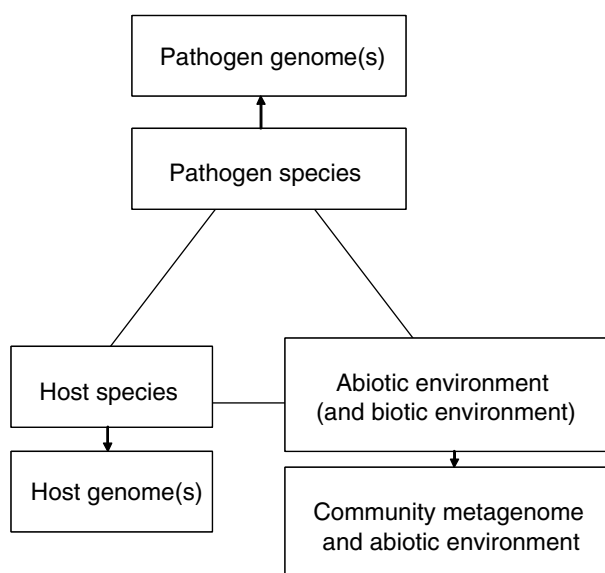 Pathogen genome(s)
Pathogen species
Host species
Abiotic environment
(and biotic environment)
Host genome(s)
Community metagenome
and abiotic environment